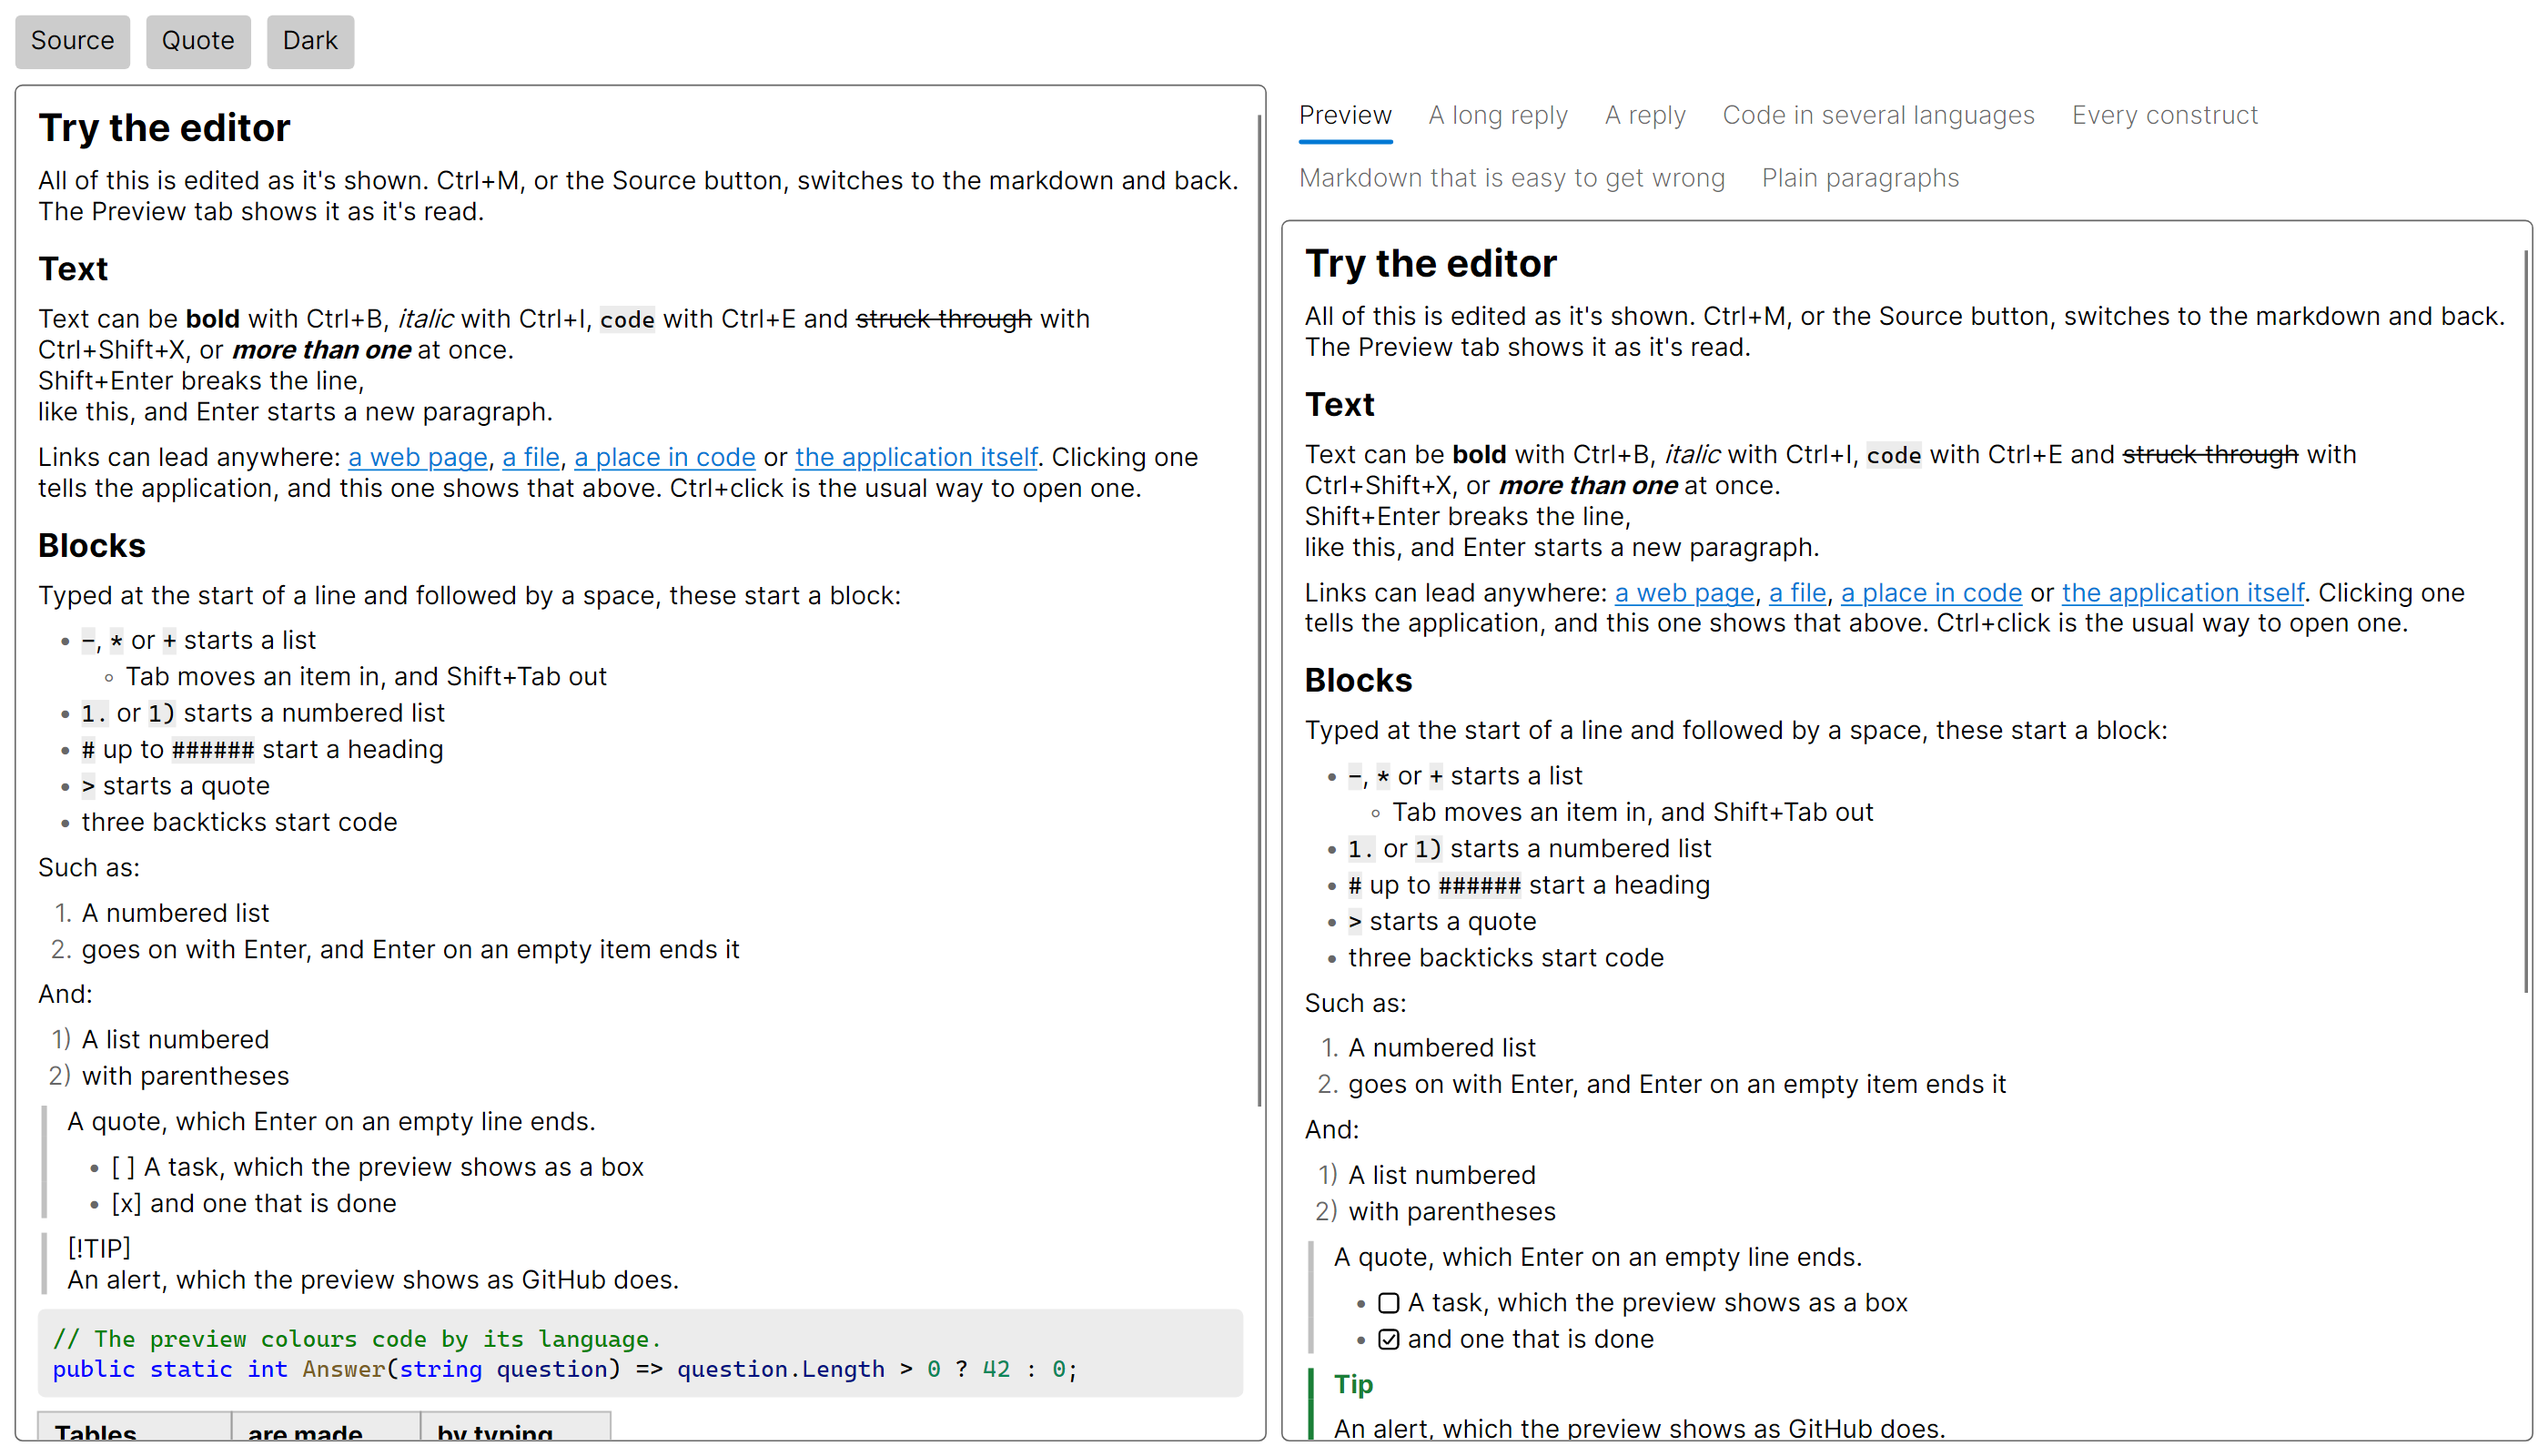 Source Quote Dark
Try the editor
All of this is edited as it's shown. Ctrl+M, or the Source button, switches to the markdown and back.
The Preview tab shows it as it's read.
Text
Text can be bold with Ctrl+B, italic with Ctrl+I, code with Ctrl+E and struck through with
Ctrl+Shift+X, or more than one at once.
Shift+Enter breaks the line,
like this, and Enter starts a new paragraph.
Links can lead anywhere: a web page, a file, a place in code or the application itself. Clicking one
tells the application, and this one shows that above. Ctrl+click is the usual way to open one.
Blocks
Typed at the start of a line and followed by a space, these start a block:
• -, * or + starts a list
◦ Tab moves an item in, and Shift+Tab out
• 1. or 1) starts a numbered list
• # up to ###### start a heading
• > starts a quote
• three backticks start code
Such as:
1. A numbered list
2. goes on with Enter, and Enter on an empty item ends it
And:
1) A list numbered
2) with parentheses
A quote, which Enter on an empty line ends.
• [ ] A task, which the preview shows as a box
• [x] and one that is done
[!TIP]
An alert, which the preview shows as GitHub does.
// The preview colours code by its language.
public static int Answer(string question) => question.Length > 0 ? 42 : 0;
Tables are made by typing
Preview A long reply A reply Code in several languages Every construct
Markdown that is easy to get wrong Plain paragraphs
Try the editor
All of this is edited as it's shown. Ctrl+M, or the Source button, switches to the markdown and back.
The Preview tab shows it as it's read.
Text
Text can be bold with Ctrl+B, italic with Ctrl+I, code with Ctrl+E and struck through with
Ctrl+Shift+X, or more than one at once.
Shift+Enter breaks the line,
like this, and Enter starts a new paragraph.
Links can lead anywhere: a web page, a file, a place in code or the application itself. Clicking one
tells the application, and this one shows that above. Ctrl+click is the usual way to open one.
Blocks
Typed at the start of a line and followed by a space, these start a block:
• -, * or + starts a list
◦ Tab moves an item in, and Shift+Tab out
• 1. or 1) starts a numbered list
• # up to ###### start a heading
• > starts a quote
• three backticks start code
Such as:
1. A numbered list
2. goes on with Enter, and Enter on an empty item ends it
And:
1) A list numbered
2) with parentheses
A quote, which Enter on an empty line ends.
• ☐ A task, which the preview shows as a box
• ☑ and one that is done
Tip
An alert, which the preview shows as GitHub does.